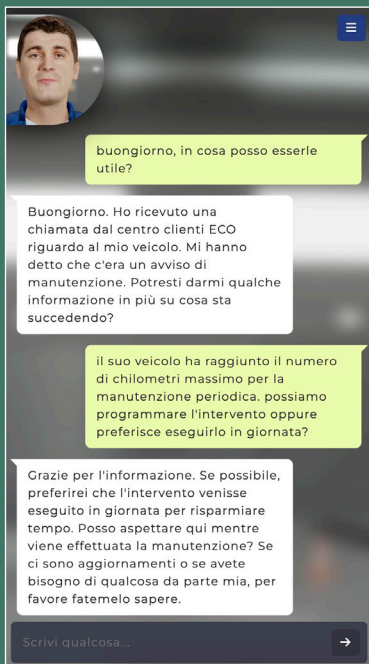 buongiorno, in cosa posso esserle
utile?
Buongiorno. Ho ricevuto una
chiamata dal centro clienti ECO
riguardo al mio veicolo. Mi hanno
detto che c'era un avviso di
manutenzione. Potresti darmi qualche
informazione in più su cosa sta
succedendo?
il suo veicolo ha raggiunto il numero
di chilometri massimo per la
manutenzione periodica. possiamo
programmare l'intervento oppure
preferisce eseguirlo in giornata?
Grazie per l'informazione. Se possibile,
preferirei che l'intervento venisse
eseguito in giornata per risparmiare
tempo. Posso aspettare qui mentre
viene effettuata la manutenzione? Se
ci sono aggiornamenti o se avete
bisogno di qualcosa da parte mia, per
favore fatemelo sapere.
Scrivi qualcosa...